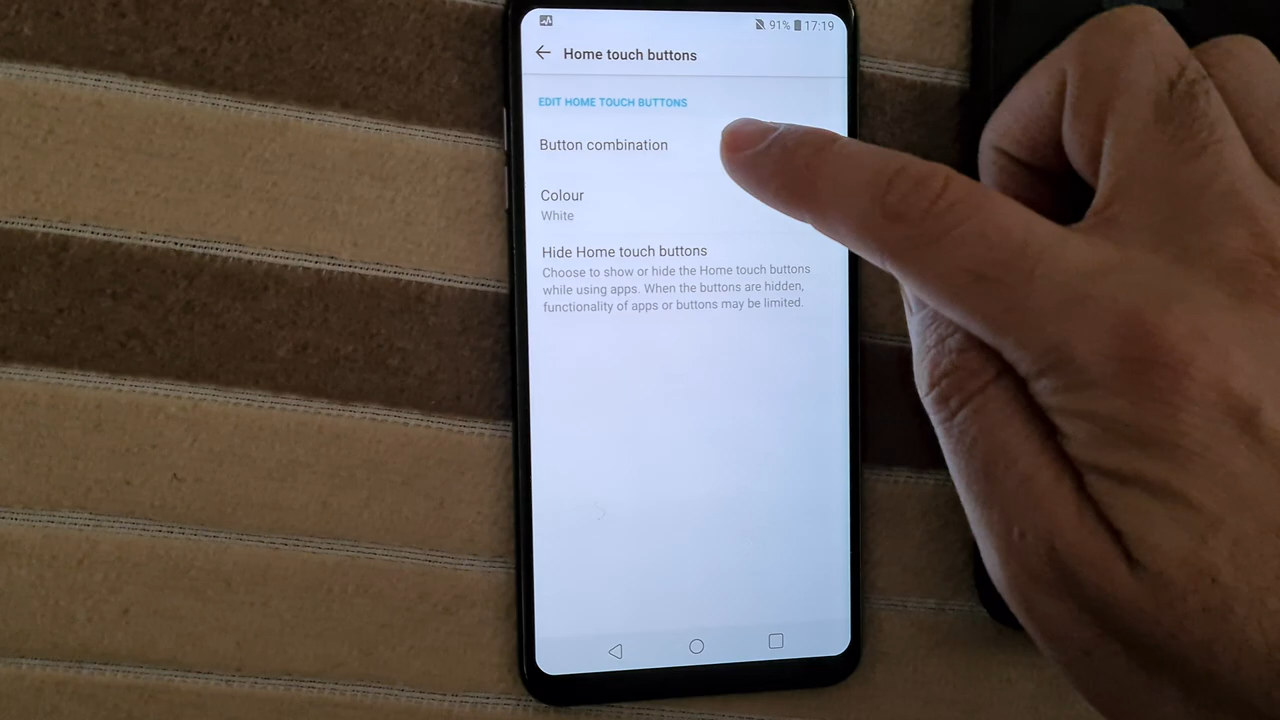 91% 17:19
Home touch buttons
EDIT HOME TOUCH BUTTONS
Button combination
Colour
White
Hide Home touch buttons
Choose to show or hide the Home touch buttons
while using apps. When the buttons are hidden,
functionality of apps or buttons may be limited.